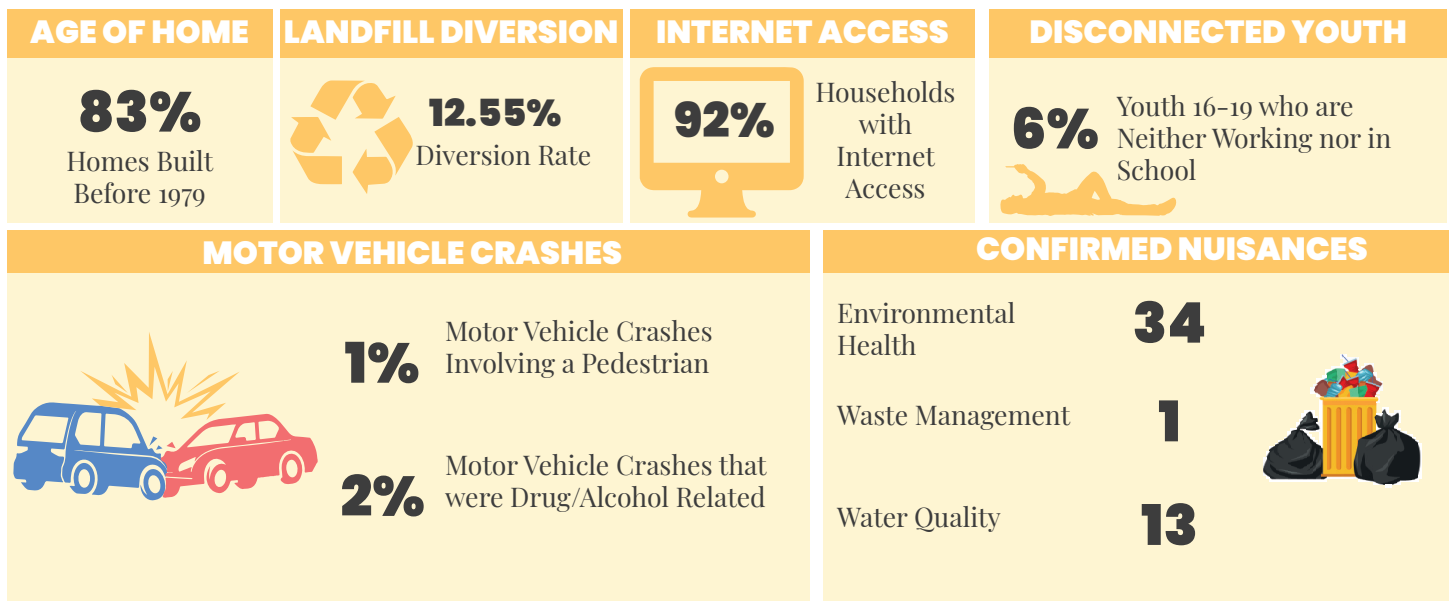 AGE OF HOME
83%
Homes Built
Before 1979
LANDFILL DIVERSION
12.55%
Diversion Rate
INTERNET ACCESS
92%
Households
with
Internet
Access
DISCONNECTED YOUTH
6%
Youth 16-19 who are
Neither Working nor in
School
MOTOR VEHICLE CRASHES
1%
Motor Vehicle Crashes
Involving a Pedestrian
2%
Motor Vehicle Crashes that
were Drug/Alcohol Related
CONFIRMED NUISANCES
Environmental
Health
34
Waste Management
1
Water Quality
13